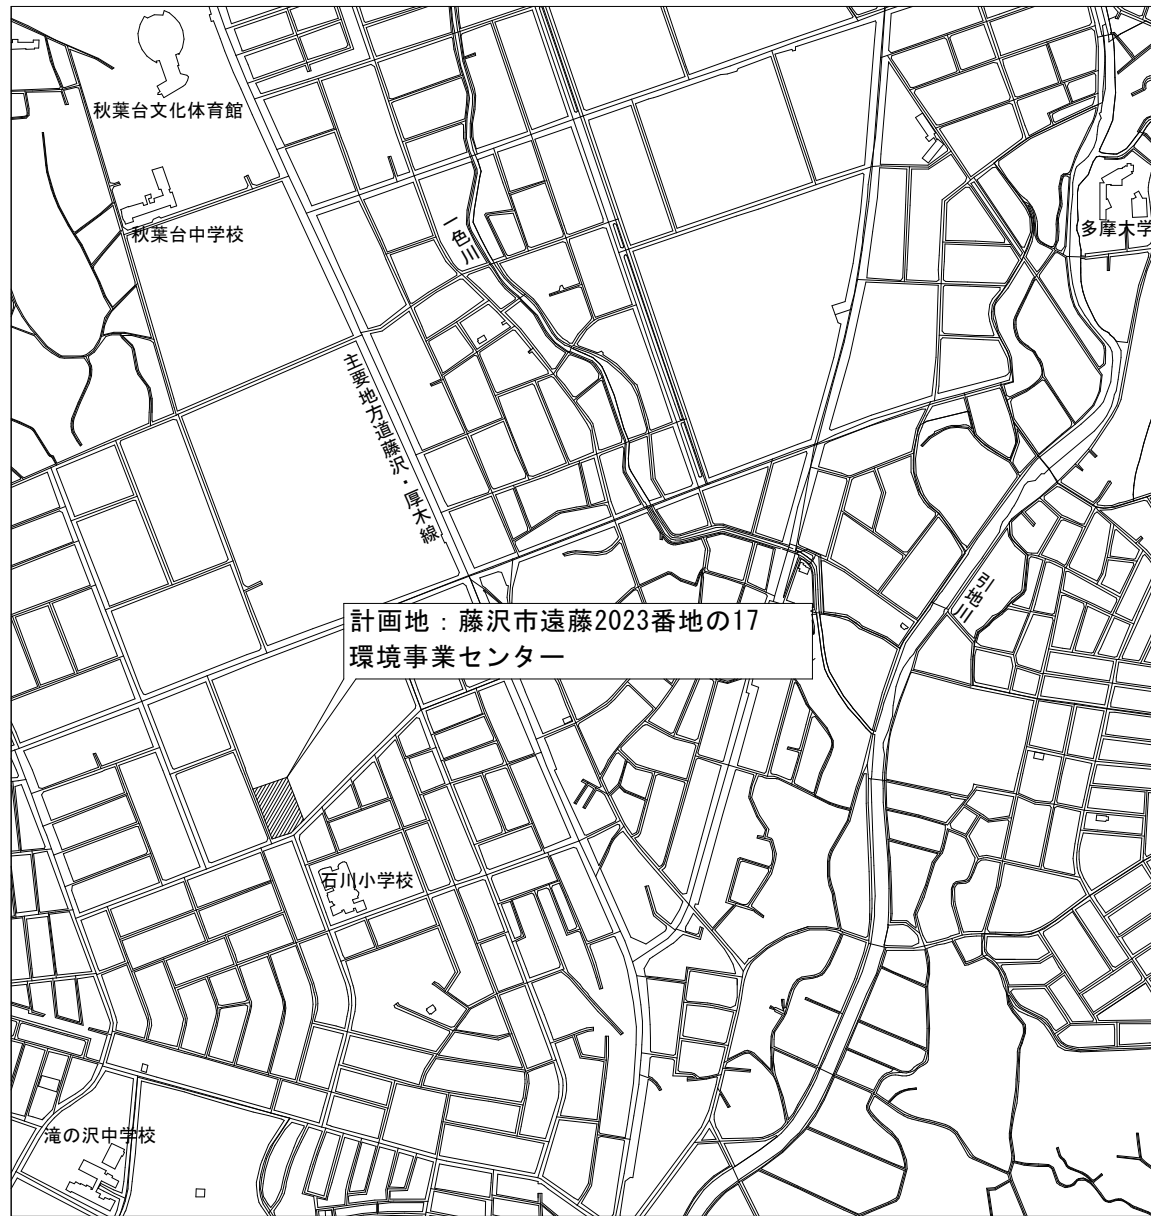 秋葉台文化体育館
秋葉台中学校
多摩大学
一色川
主要地方道藤沢・厚木線
引地川
計画地：藤沢市遠藤2023番地の17
環境事業センター
石川小学校
滝の沢中学校